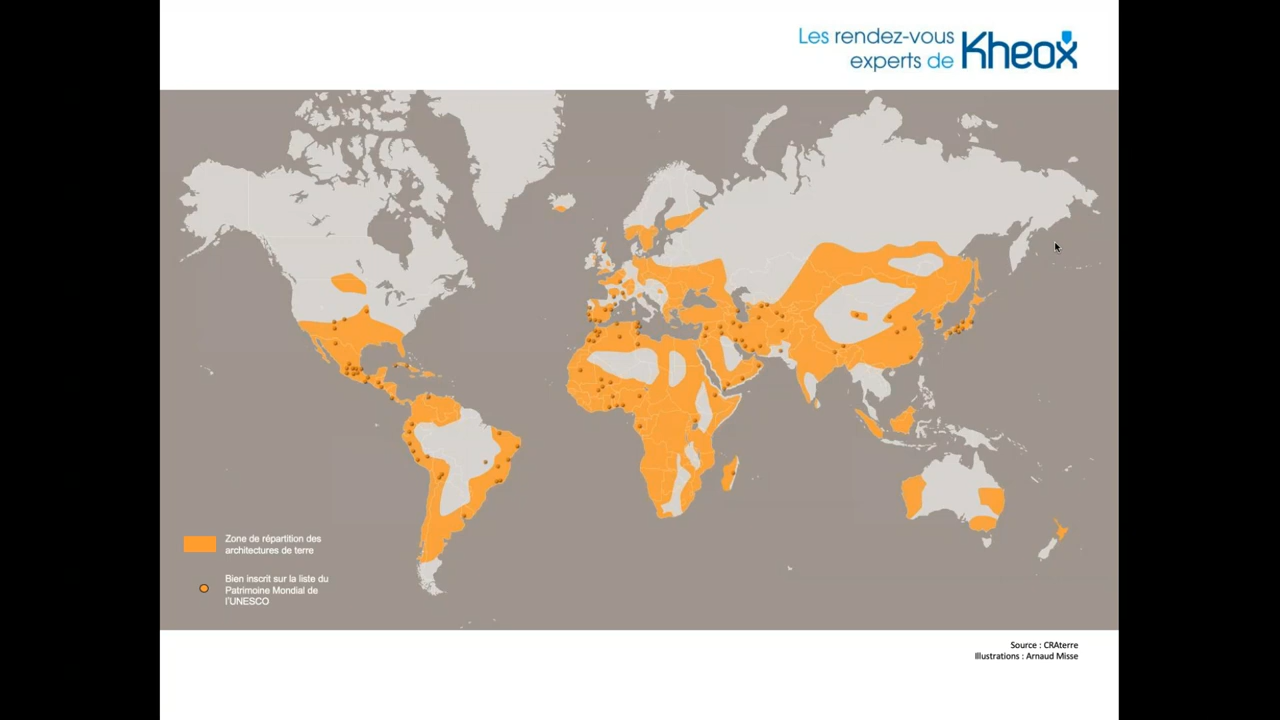 Les rendez-vous
experts de Kheox
Zone de répartition des
architectures de terre
Bien inscrit sur la liste du
Patrimoine Mondial de
l'UNESCO
Source : CRAterre
Illustrations : Arnaud Misse